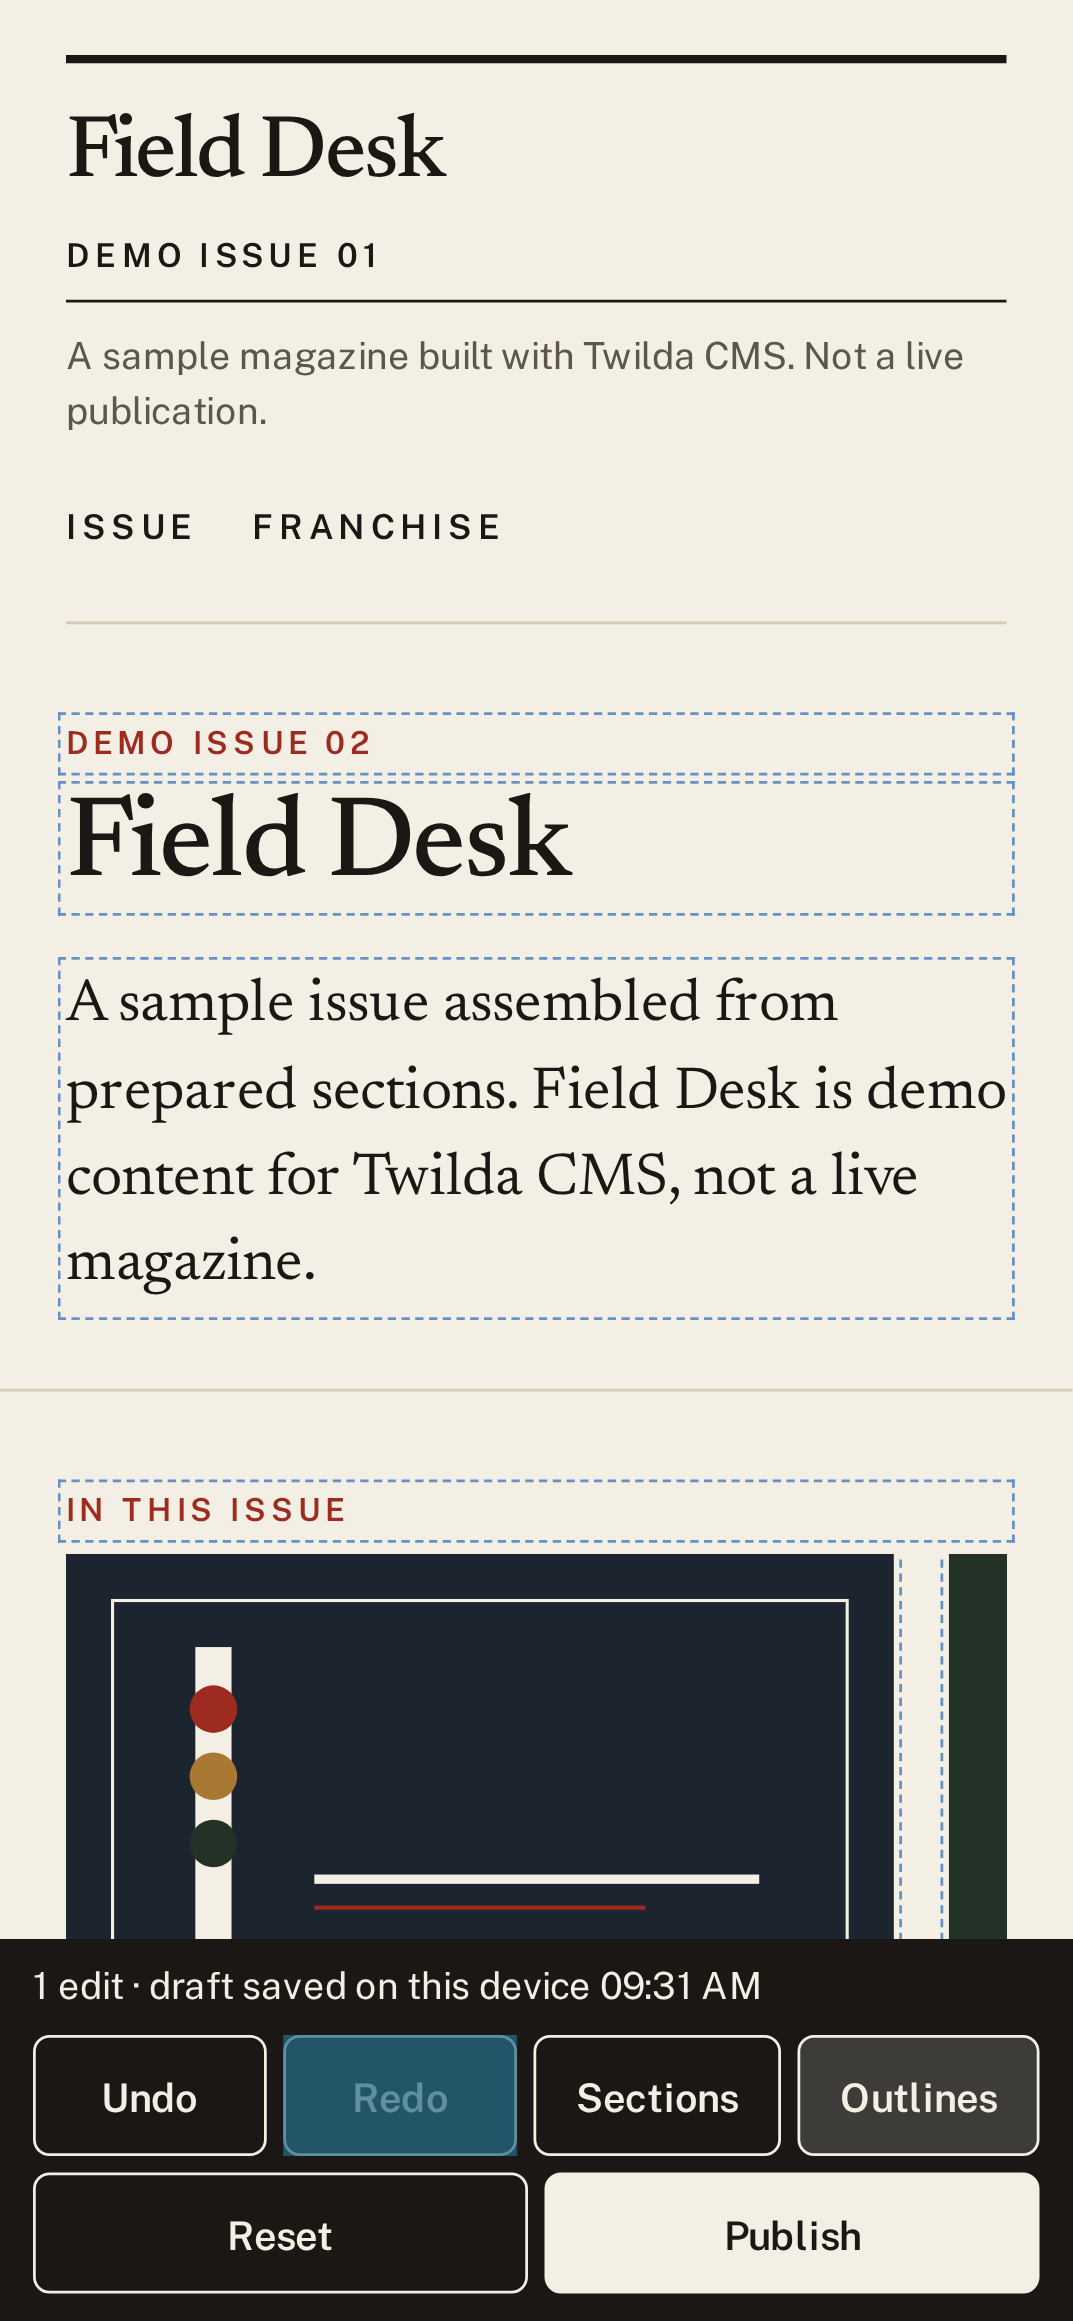 Field Desk
DEMO ISSUE 01
A sample magazine built with Twilda CMS. Not a live
publication.
ISSUE FRANCHISE
DEMO ISSUE 02
Field Desk
A sample issue assembled from
prepared sections. Field Desk is demo
content for Twilda CMS, not a live
magazine.
IN THIS ISSUE
1 edit · draft saved on this device 09:31 AM
Undo Redo Sections Outlines
Reset Publish